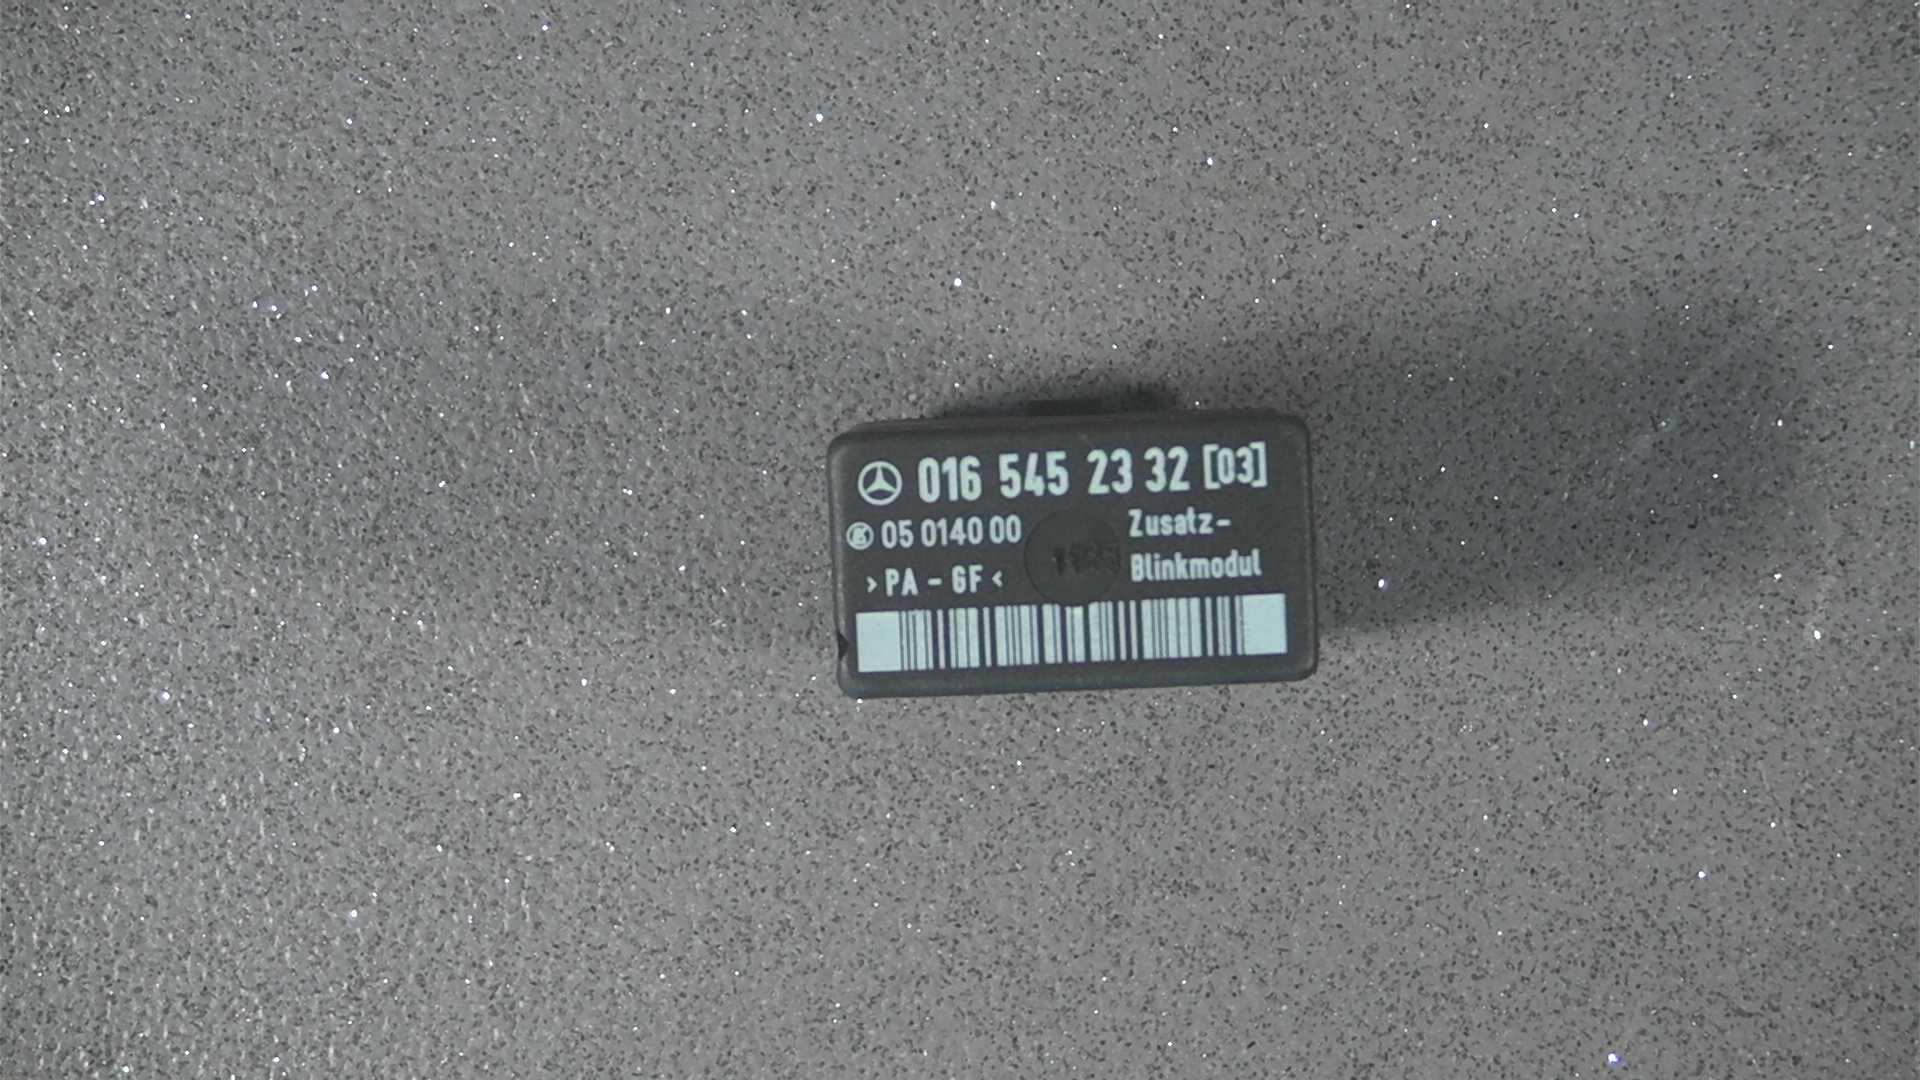 016 545 23 32 [03]
05 0140 00
Zusatz-
Blinkmodul
>PA - GF<